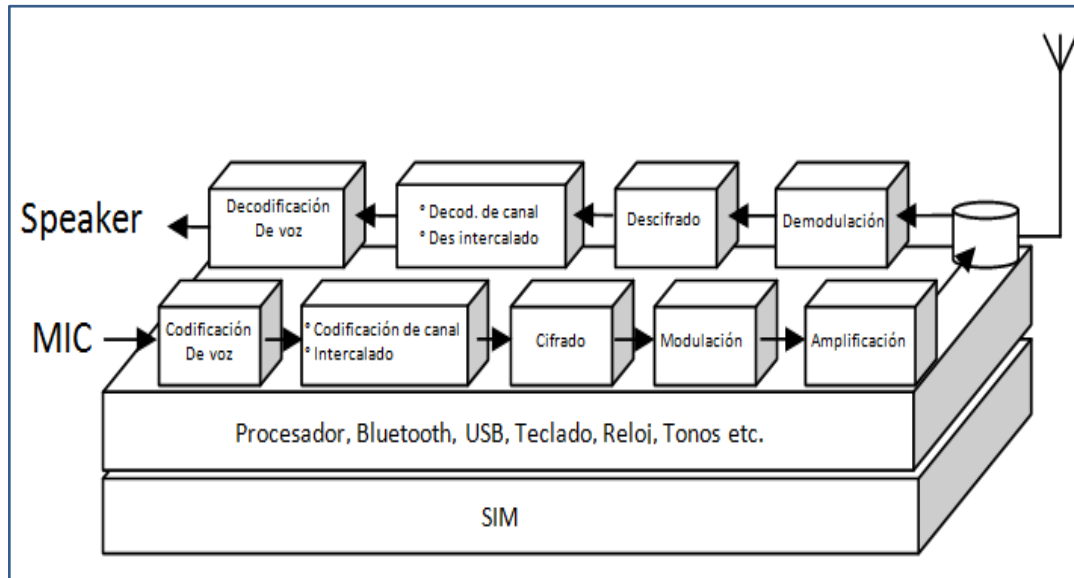 Speaker
Decodificación
De voz
° Decod. de canal
° Des intercalado
Descifrado
Demodulación
MIC
Codificación
De voz
° Codificación de canal
° Intercalado
Cifrado
Modulación
Amplificación
Procesador, Bluetooth, USB, Teclado, Reloj, Tonos etc.
SIM